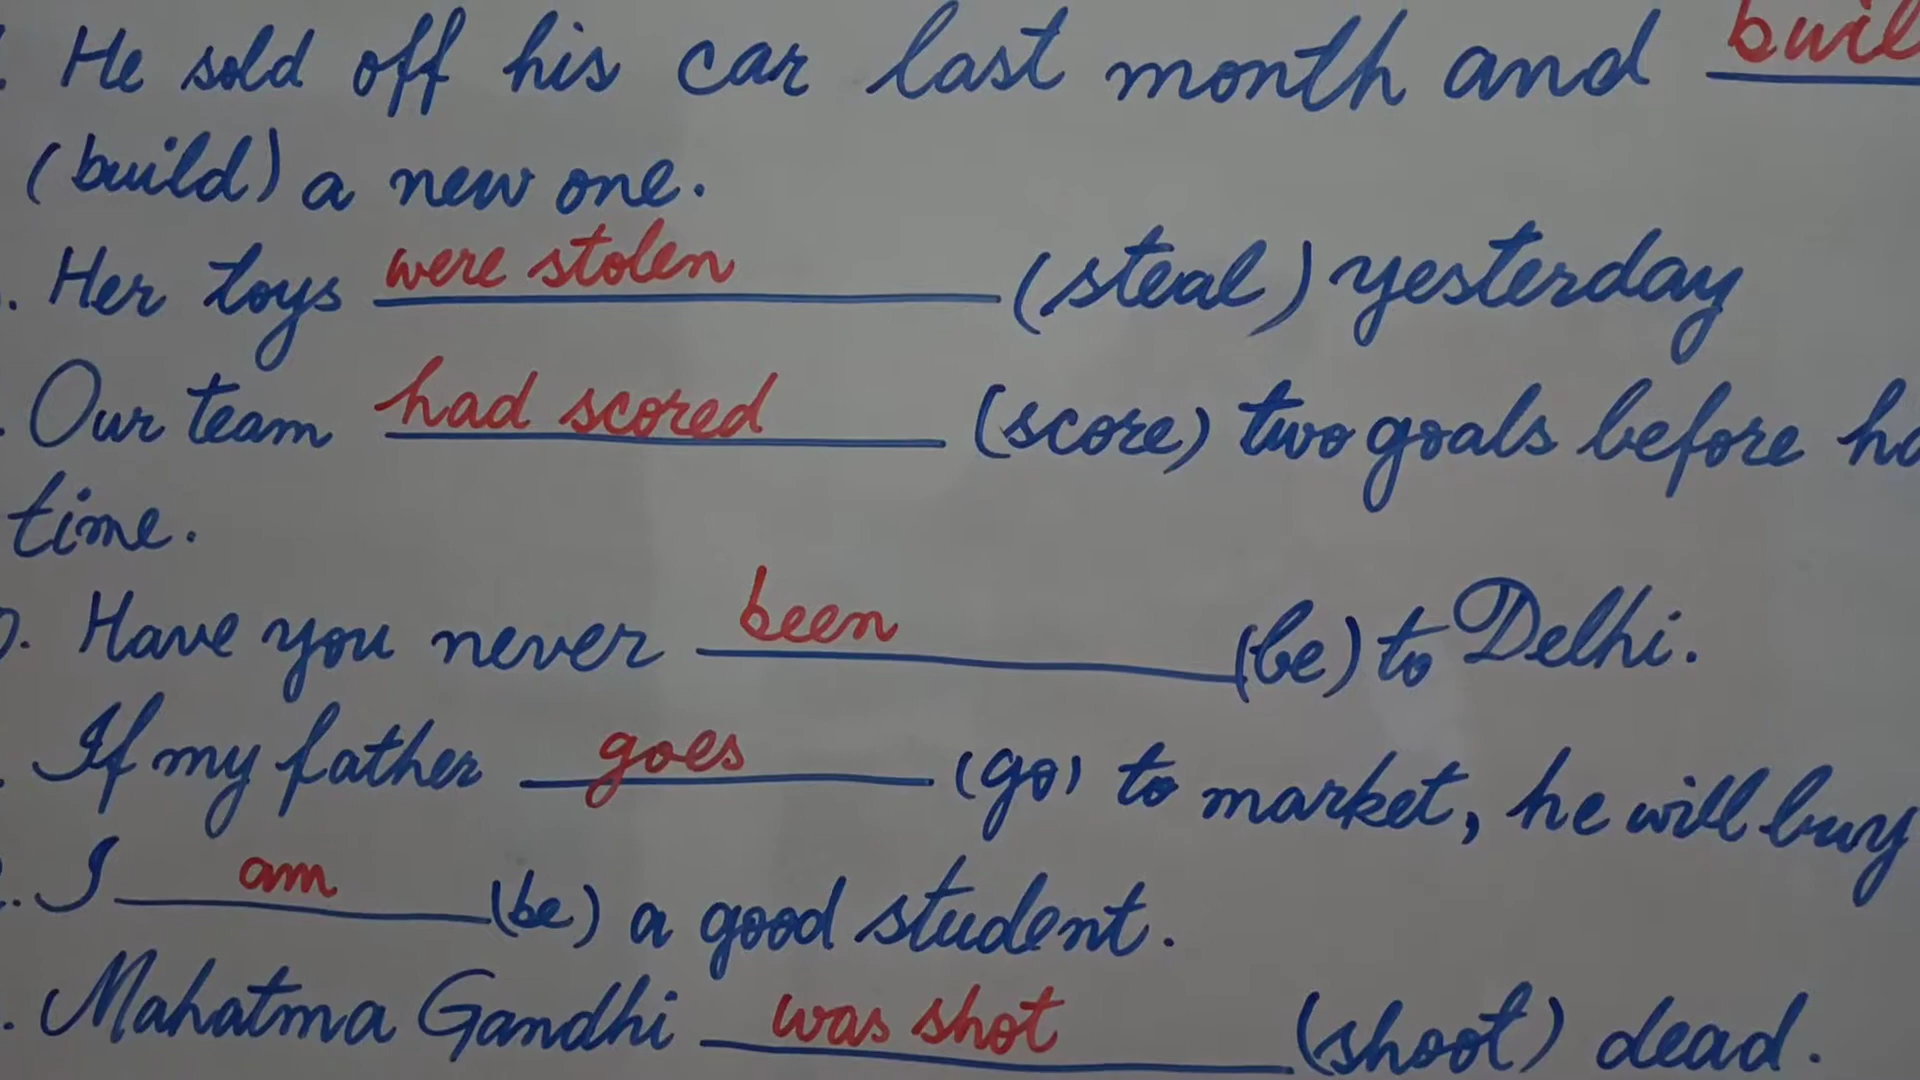 He sold off his car last month and
(build) a new one.
Her toys were stolen (steal) yesterday
Our team had scored (score) two goals before
time.
Have you never been (be) to Delhi.
If my father goes (go) to market, he will buy
I am (be) a good student.
Mahatma Gandhi was shot (shoot) dead.